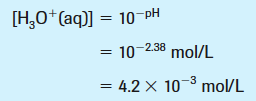 [H₃O⁺(aq)] = 10⁻ᵖᴴ
= 10⁻²·³⁸ mol/L
= 4.2 × 10⁻³ mol/L